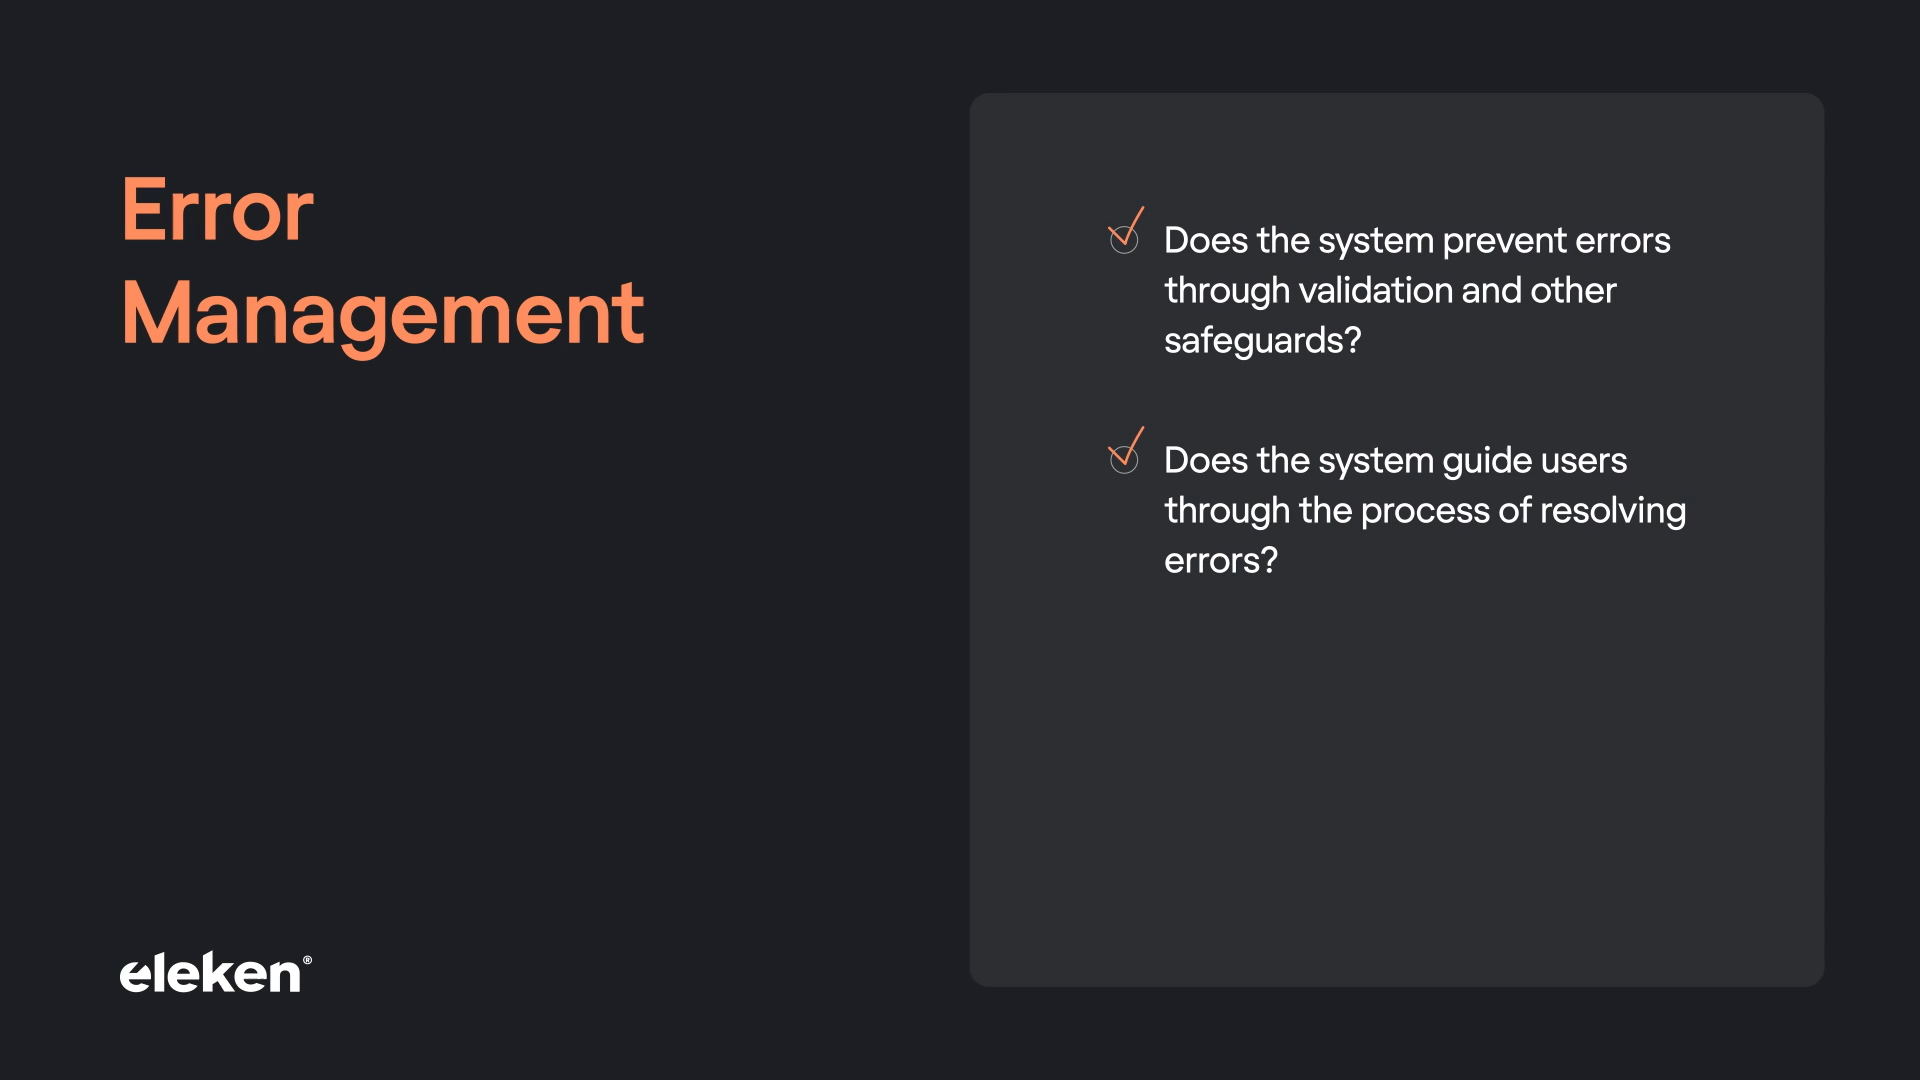 Error
Management
Does the system prevent errors
through validation and other
safeguards?
Does the system guide users
through the process of resolving
errors?
eleken®